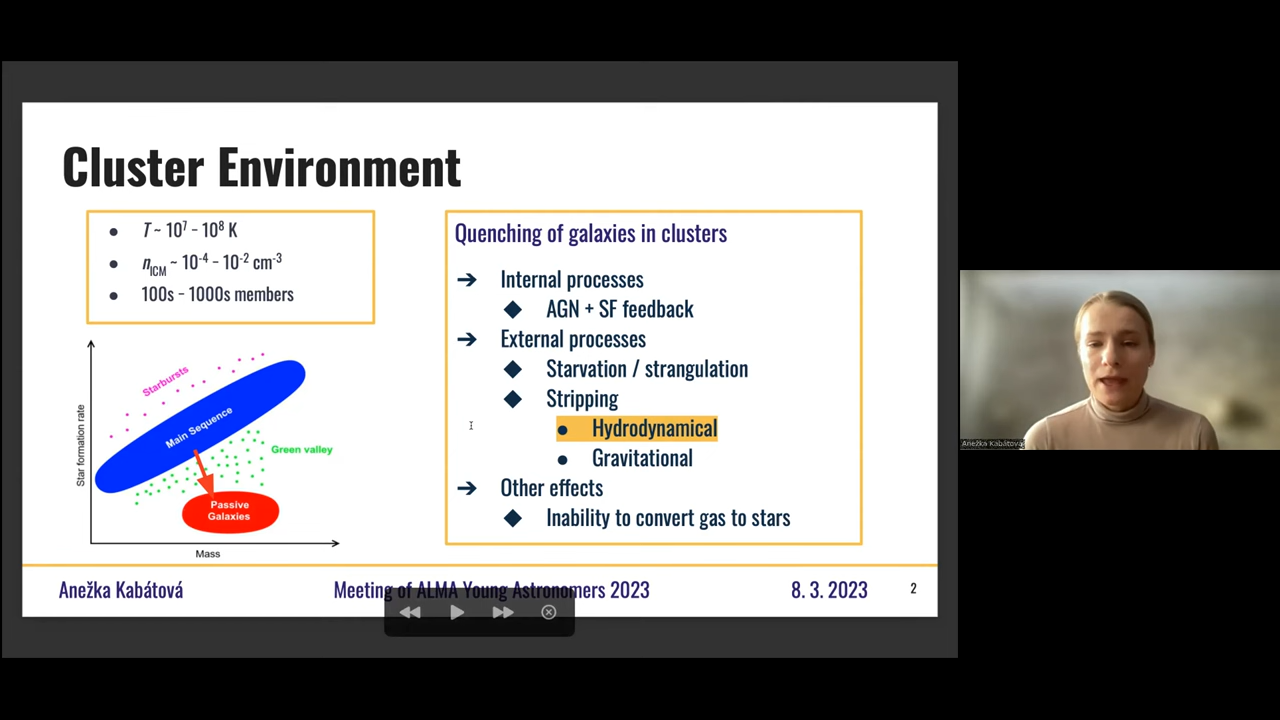 Cluster Environment
● T ~ 10⁷ - 10⁸ K
● n_ICM ~ 10⁻⁴ - 10⁻² cm⁻³
● 100s - 1000s members
Star formation rate
Starbursts
Main Sequence
Green valley
Passive
Galaxies
Mass
Quenching of galaxies in clusters
➔ Internal processes
◆ AGN + SF feedback
➔ External processes
◆ Starvation / strangulation
◆ Stripping
● Hydrodynamical
● Gravitational
➔ Other effects
◆ Inability to convert gas to stars
Anežka Kabátová
Meeting of ALMA Young Astronomers 2023
8. 3. 2023
2
Anežka Kabátová